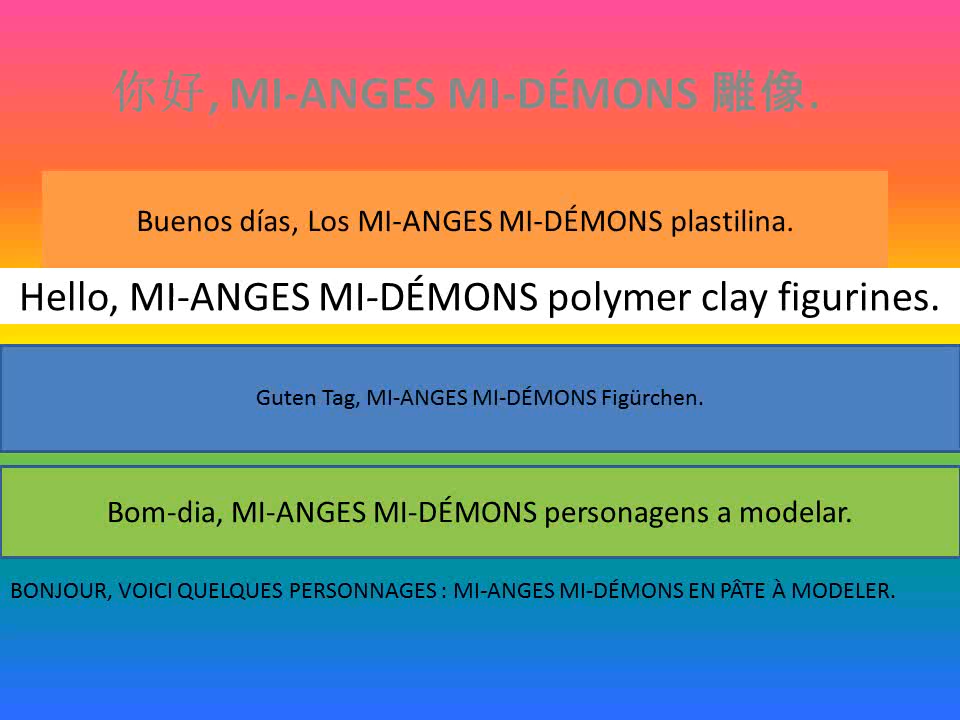 你好, MI-ANGES MI-DÉMONS 雕像.
Buenos días, Los MI-ANGES MI-DÉMONS plastilina.
Hello, MI-ANGES MI-DÉMONS polymer clay figurines.
Guten Tag, MI-ANGES MI-DÉMONS Figürchen.
Bom-dia, MI-ANGES MI-DÉMONS personagens a modelar.
BONJOUR, VOICI QUELQUES PERSONNAGES : MI-ANGES MI-DÉMONS EN PÂTE À MODELER.